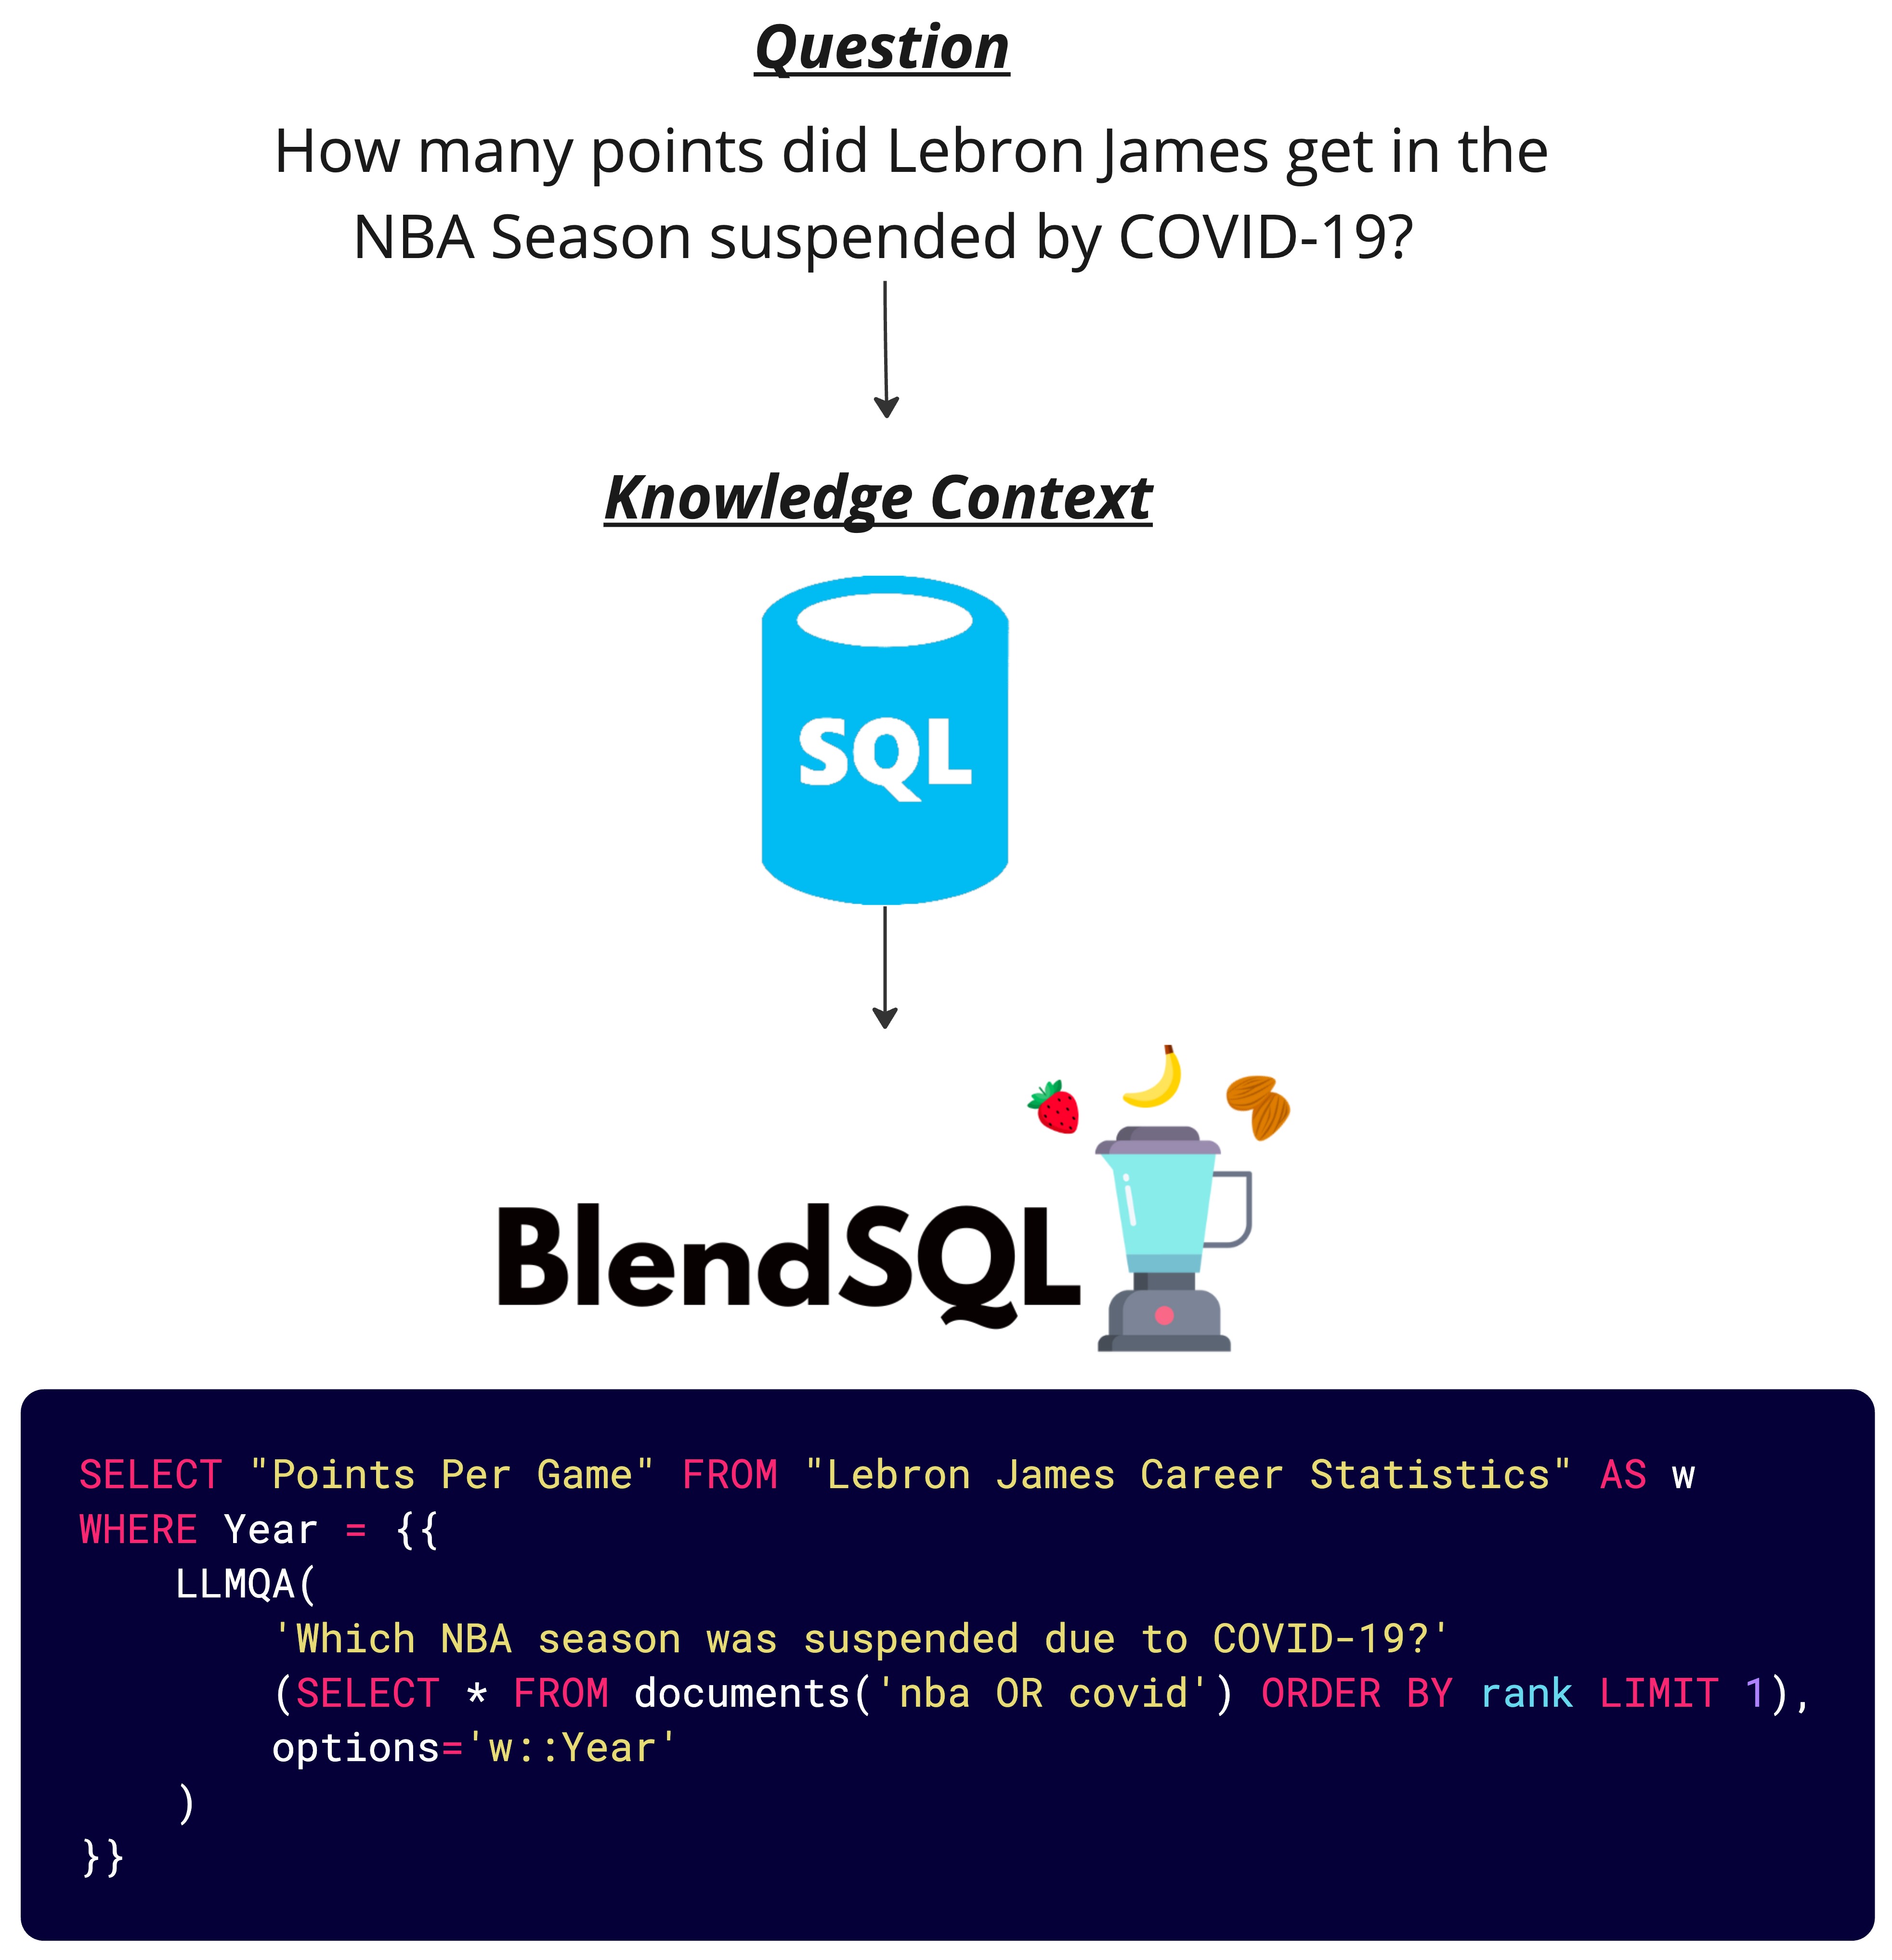 Question
How many points did Lebron James get in the
NBA Season suspended by COVID-19?
Knowledge Context
SQL
BlendSQL
SELECT "Points Per Game" FROM "Lebron James Career Statistics" AS w
WHERE Year = {{
    LLMQA(
        'Which NBA season was suspended due to COVID-19?'
        (SELECT * FROM documents('nba OR covid') ORDER BY rank LIMIT 1),
        options='w::Year'
    )
}}